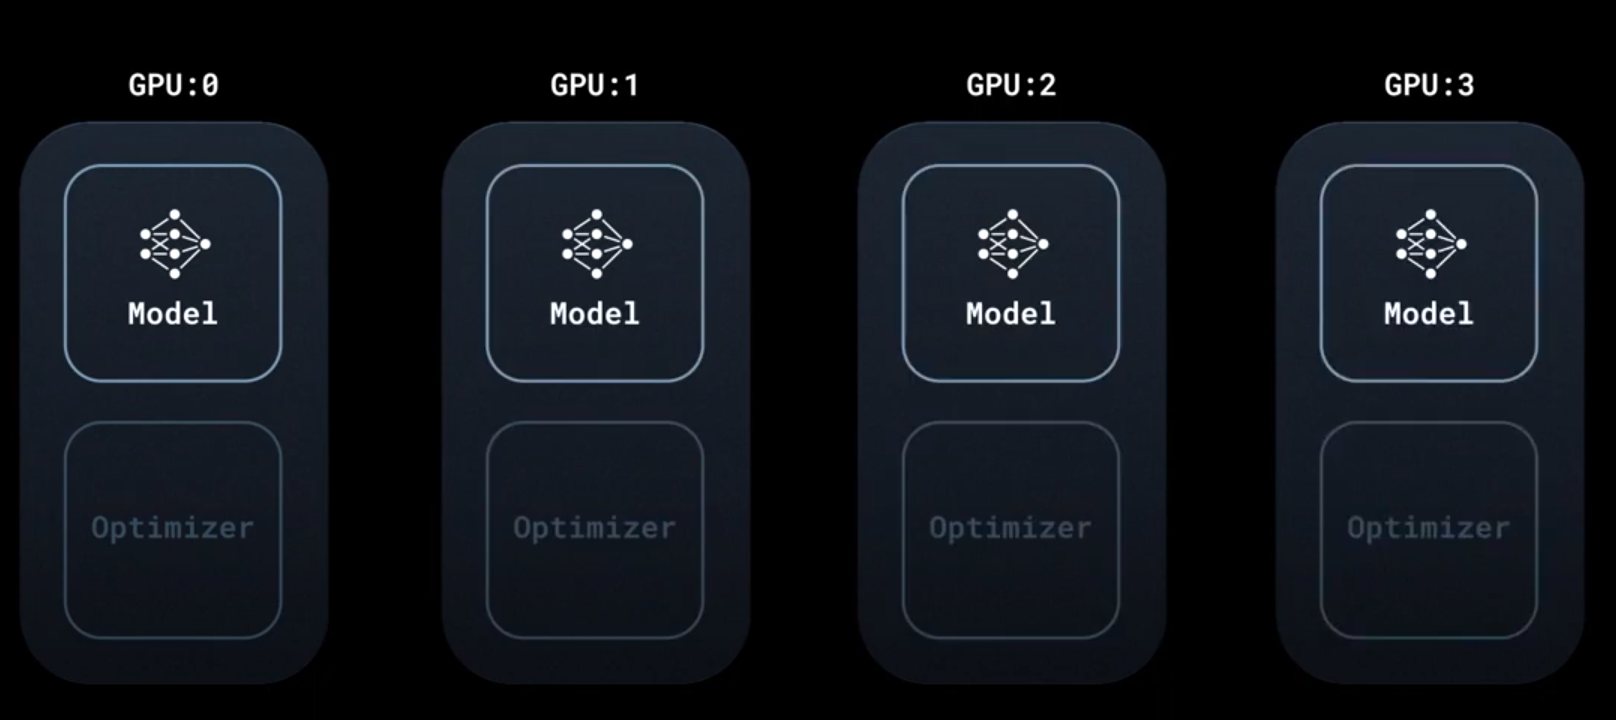 GPU:0 GPU:1 GPU:2 GPU:3
Model Model Model Model
Optimizer Optimizer Optimizer Optimizer